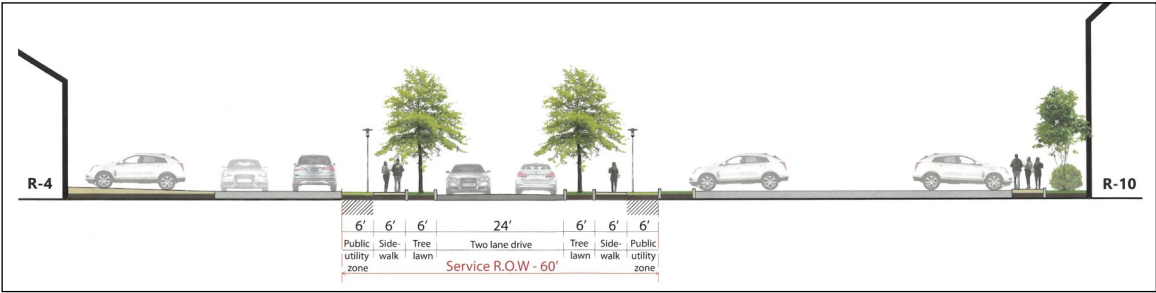 R-4
R-10
6’ 6’ 6’ 24’ 6’ 6’ 6’
Public Side- Tree Two lane drive Tree Side- Public
utility walk lawn lawn walk utility
zone zone
Service R.O.W - 60’